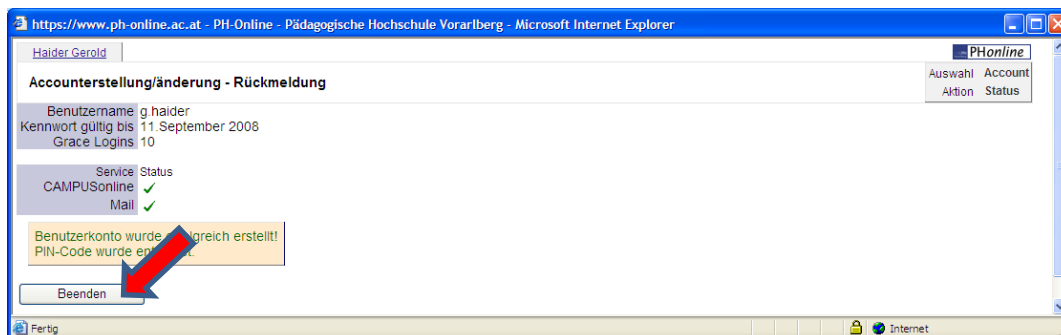 https://www.ph-online.ac.at - PH-Online - Pädagogische Hochschule Vorarlberg - Microsoft Internet Explorer
Haider Gerold
PHonline
Accounterstellung/änderung - Rückmeldung
Auswahl Account
Aktion Status
Benutzername g.haider
Kennwort gültig bis 11.September 2008
Grace Logins 10
Service Status
CAMPUSonline ✓
Mail ✓
Benutzerkonto wurde erfolgreich erstellt!
PIN-Code wurde
Beenden
Fertig
Internet